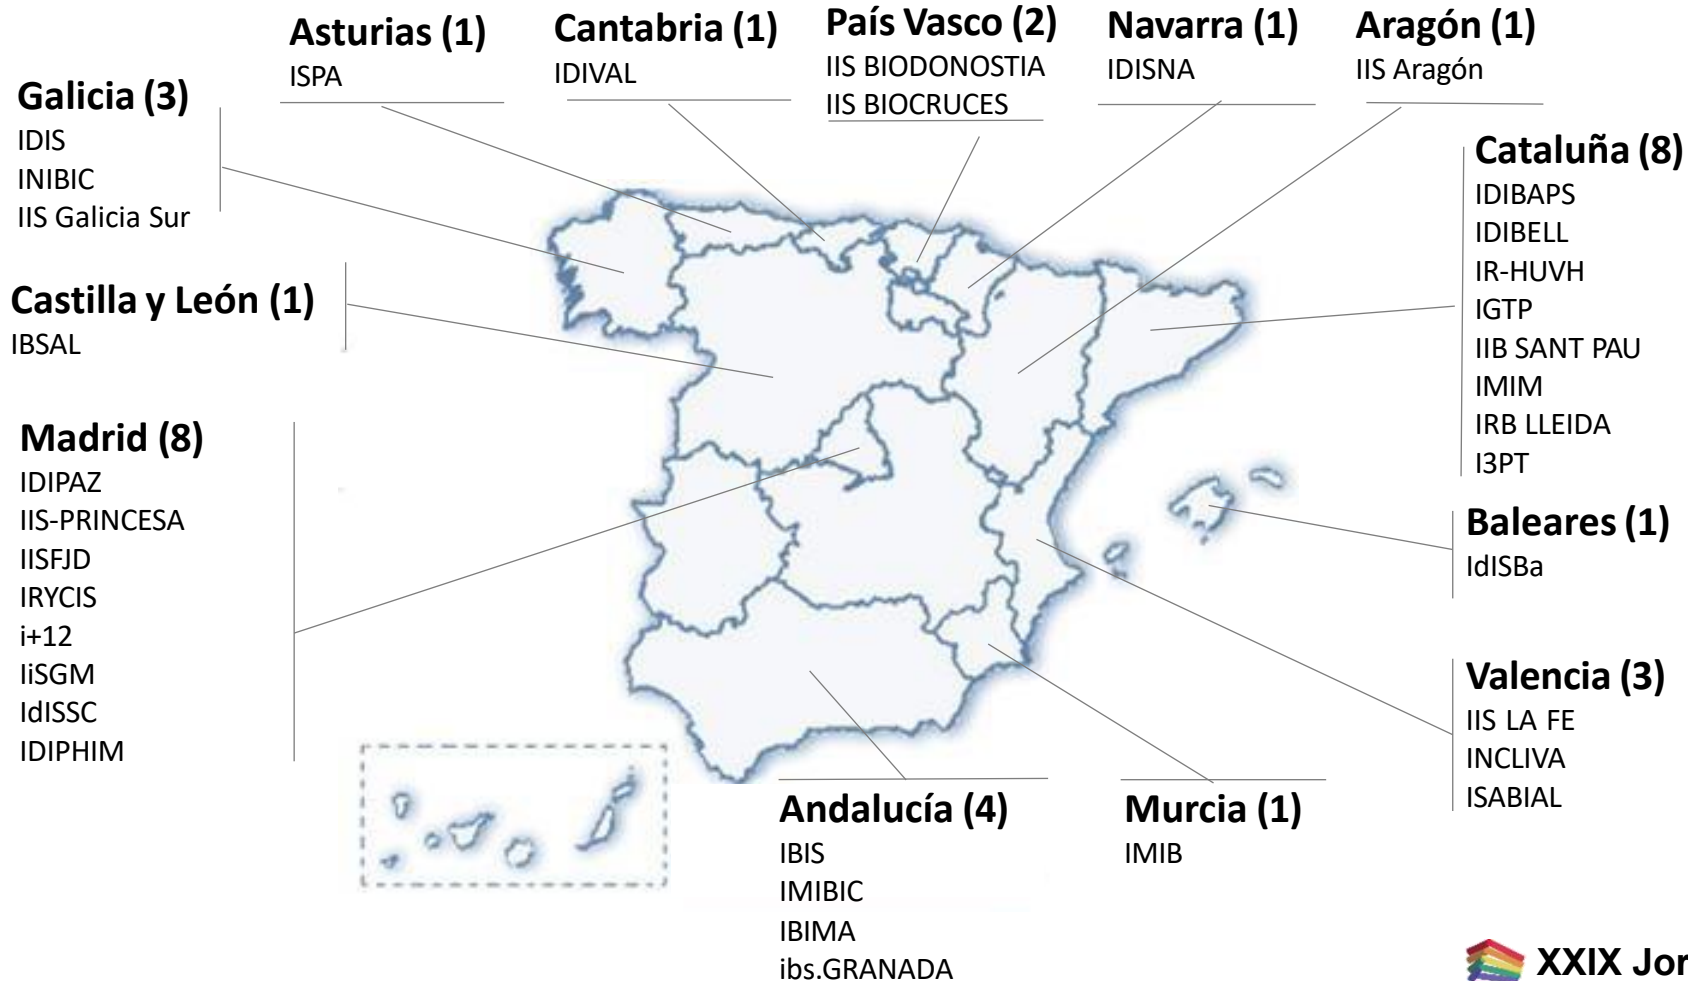 Asturias (1)
ISPA
Cantabria (1)
IDIVAL
País Vasco (2)
IIS BIODONOSTIA
IIS BIOCRUCES
Navarra (1)
IDISNA
Aragón (1)
IIS Aragón
Galicia (3)
IDIS
INIBIC
IIS Galicia Sur
Castilla y León (1)
IBSAL
Madrid (8)
IDIPAZ
IIS-PRINCESA
IISFJD
IRYCIS
i+12
IiSGM
IdISSC
IDIPHIM
Cataluña (8)
IDIBAPS
IDIBELL
IR-HUVH
IGTP
IIB SANT PAU
IMIM
IRB LLEIDA
I3PT
Baleares (1)
IdISBa
Valencia (3)
IIS LA FE
INCLIVA
ISABIAL
Andalucía (4)
IBIS
IMIBIC
IBIMA
ibs.GRANADA
Murcia (1)
IMIB
XXIX Jor